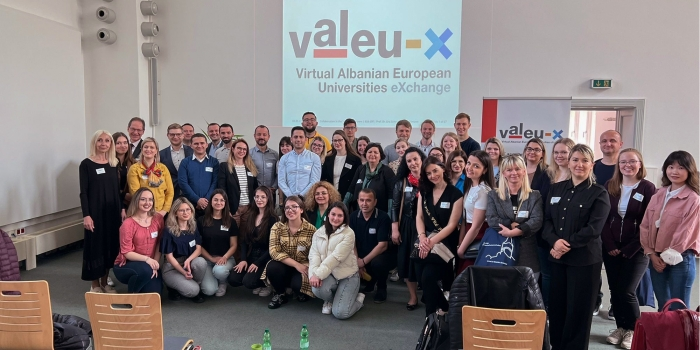 valeu-X
Virtual Albanian European
Universities eXchange
valeu-x